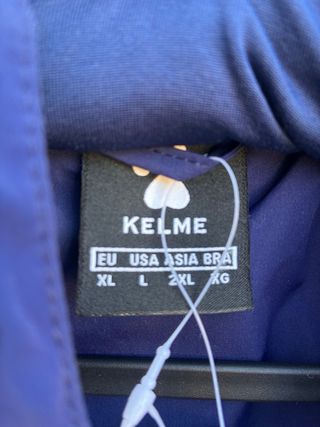 KELME
EU USA ASIA BRA
XL L 2XL XG